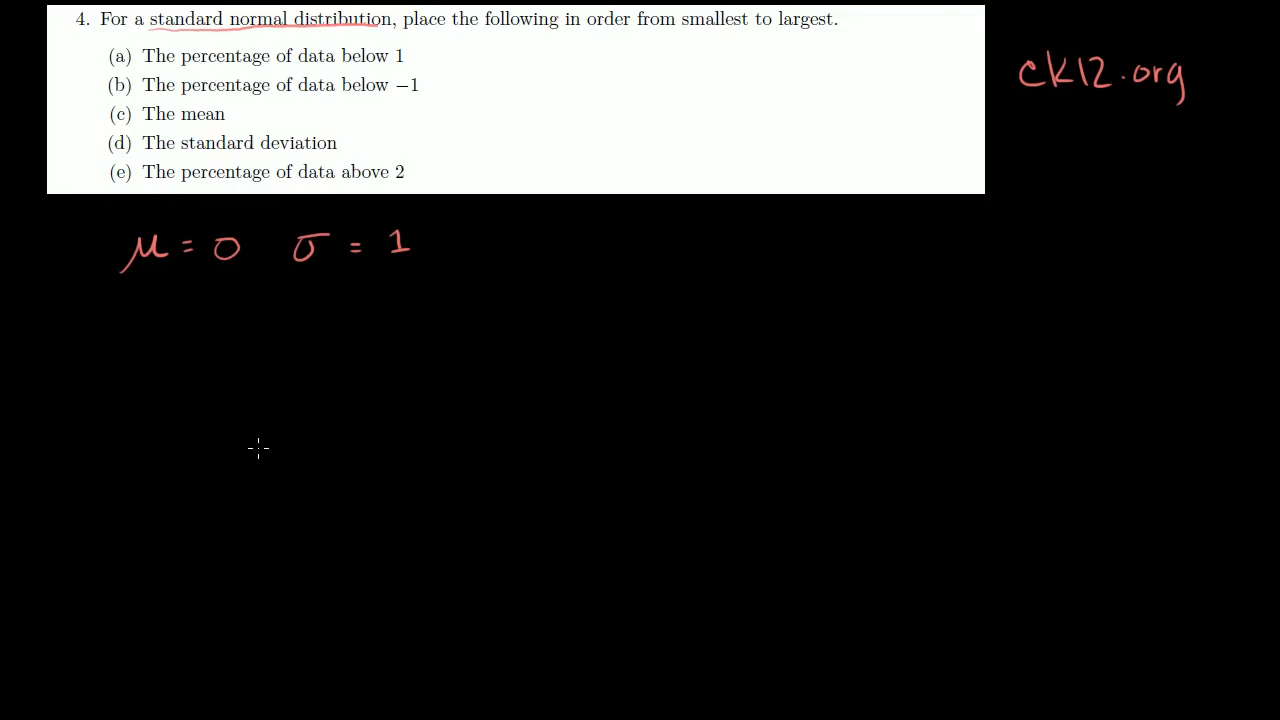 4. For a standard normal distribution, place the following in order from smallest to largest.
(a) The percentage of data below 1
(b) The percentage of data below −1
(c) The mean
(d) The standard deviation
(e) The percentage of data above 2
ck12.org
μ = 0 σ = 1